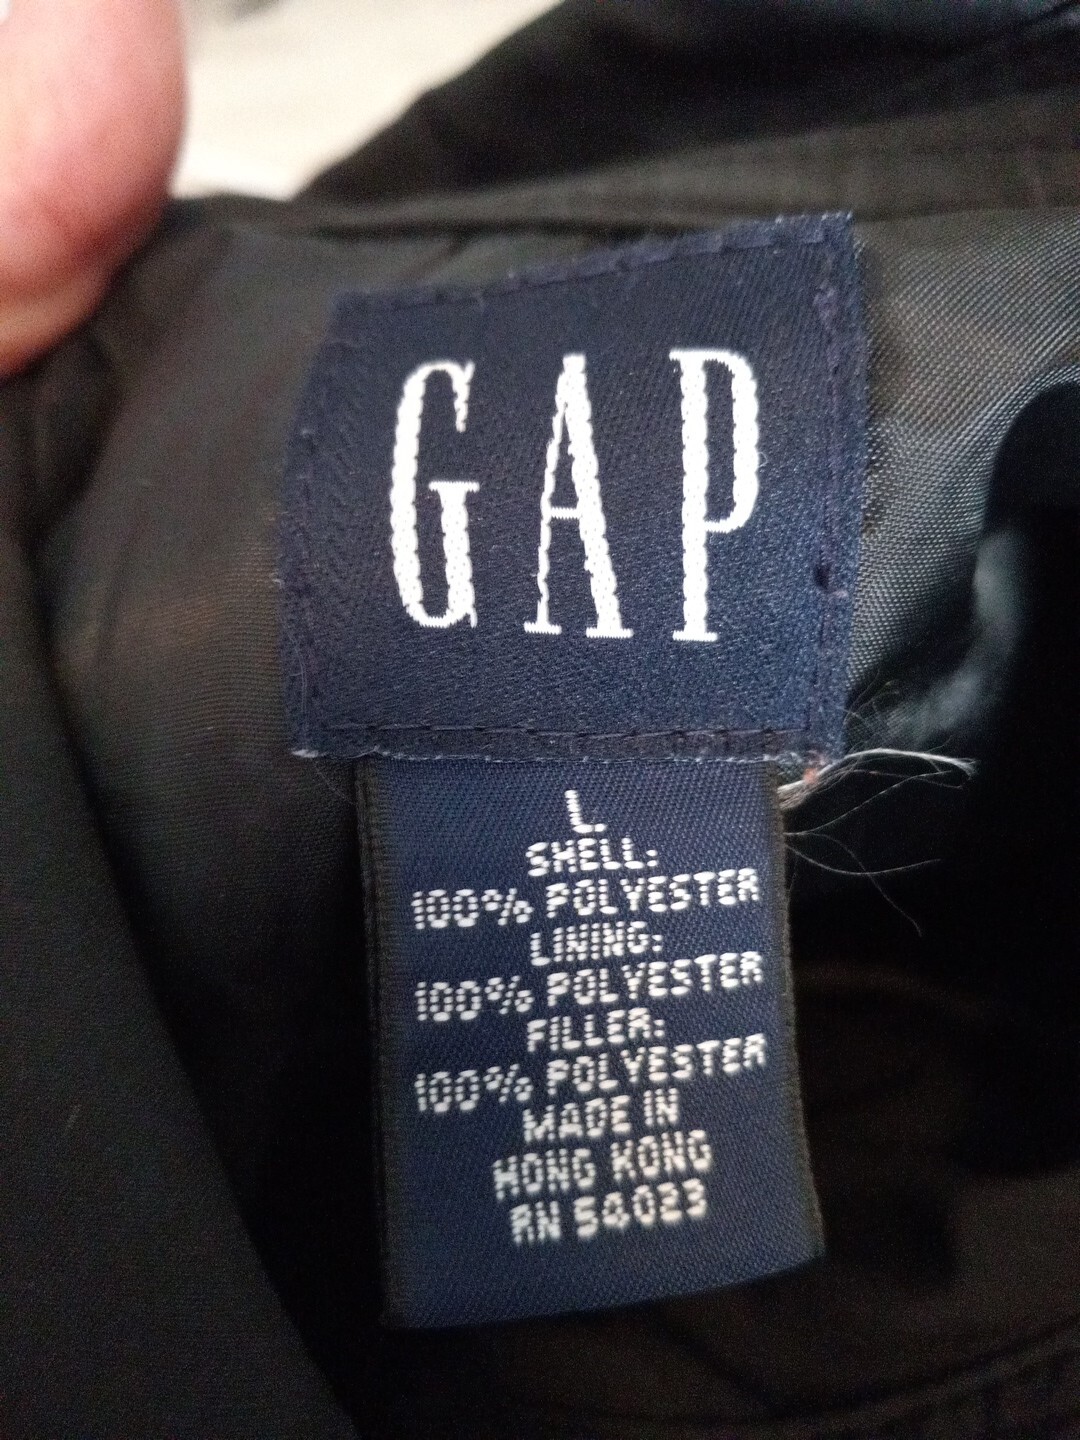 GAP
L
SHELL:
100% POLYESTER
LINING:
100% POLYESTER
FILLER:
100% POLYESTER
MADE IN
HONG KONG
RN 54023